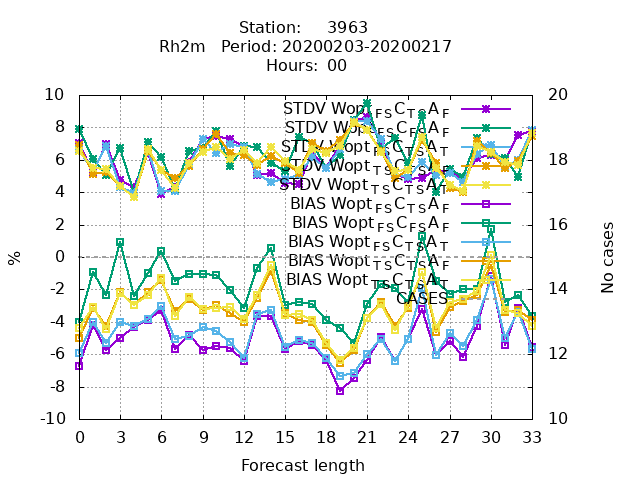 Station: 3963
Rh2m Period: 20200203-20200217
Hours: 00
%
No cases
10
8
6
4
2
0
-2
-4
-6
-8
-10
20
18
16
14
12
10
STDV Wopt FS C TS A F
STDV Wopt FS C FS A F
STDV Wopt FS C TS A T
STDV Wopt
STDV Wopt TS C TS A T
BIAS Wopt FS C TS A F
BIAS Wopt FS C FS A F
BIAS Wopt FS C TS A T
BIAS Wopt
BIAS Wopt TS C TS A T
CASES
0 3 6 9 12 15 18 21 24 27 30 33
Forecast length